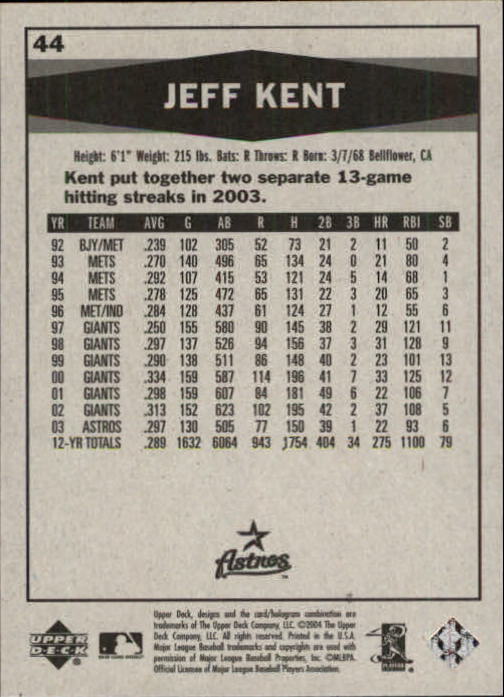 44
JEFF KENT
Height: 6'1" Weight: 215 lbs. Bats: R Throws: R Born: 3/7/68 Bellflower, CA
Kent put together two separate 13-game
hitting streaks in 2003.
YR TEAM AVG G AB R H 2B 3B HR RBI SB
92 BJY/MET .239 102 305 52 73 21 2 11 50 2
93 METS .270 140 496 65 134 24 0 21 80 4
94 METS .292 107 415 53 121 24 5 14 68 1
95 METS .278 125 472 65 131 22 3 20 65 3
96 MET/IND .284 128 437 61 124 27 1 12 55 6
97 GIANTS .250 155 580 90 145 38 2 29 121 11
98 GIANTS .297 137 526 94 156 37 3 31 128 9
99 GIANTS .290 138 511 86 148 40 2 23 101 13
00 GIANTS .334 159 587 114 196 41 7 33 125 12
01 GIANTS .298 159 607 84 181 49 6 22 106 7
02 GIANTS .313 152 623 102 195 42 2 37 108 5
03 ASTROS .297 130 505 77 150 39 1 22 93 6
12-YR TOTALS .289 1632 6064 943 1754 404 34 275 1100 79
Astros
™
Upper Deck, designs and the card/hologram combination are
trademarks of The Upper Deck Company, LLC. ©2004 The Upper
Deck Company, LLC. All rights reserved. Printed in the U.S.A.
Major League Baseball trademarks and copyrights are used with
permission of Major League Baseball Properties, Inc. ©MLBPA.
Official Licensee of Major League Baseball Players Association.
UPPER
DECK
PLAYERS